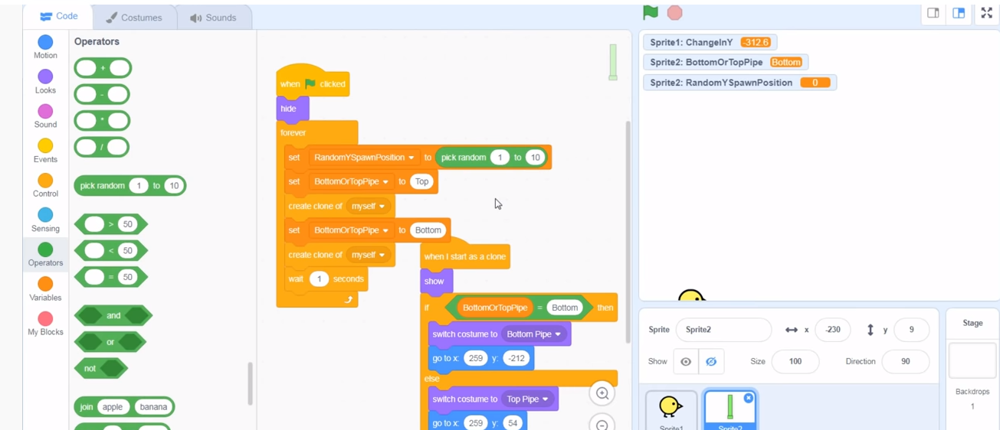 Code Costumes Sounds
Operators
Motion
Looks
Sound
Events
Control
Sensing
Operators
Variables
My Blocks
+
-
*
/
pick random 1 to 10
> 50
< 50
= 50
and
or
not
join apple banana
when clicked
hide
forever
set RandomYSpawnPosition to pick random 1 to 10
set BottomOrTopPipe to Top
create clone of myself
set BottomOrTopPipe to Bottom
create clone of myself
wait 1 seconds
when I start as a clone
show
if BottomOrTopPipe = Bottom then
switch costume to Bottom Pipe
go to x: 259 y: -212
else
switch costume to Top Pipe
go to x: 259 y: 54
Sprite1: ChangeInY -312.6
Sprite2: BottomOrTopPipe Bottom
Sprite2: RandomYSpawnPosition 0
Sprite Sprite2 x -230 y 9
Show Size 100 Direction 90
Sprite1 Sprite2
Stage
Backdrops
1